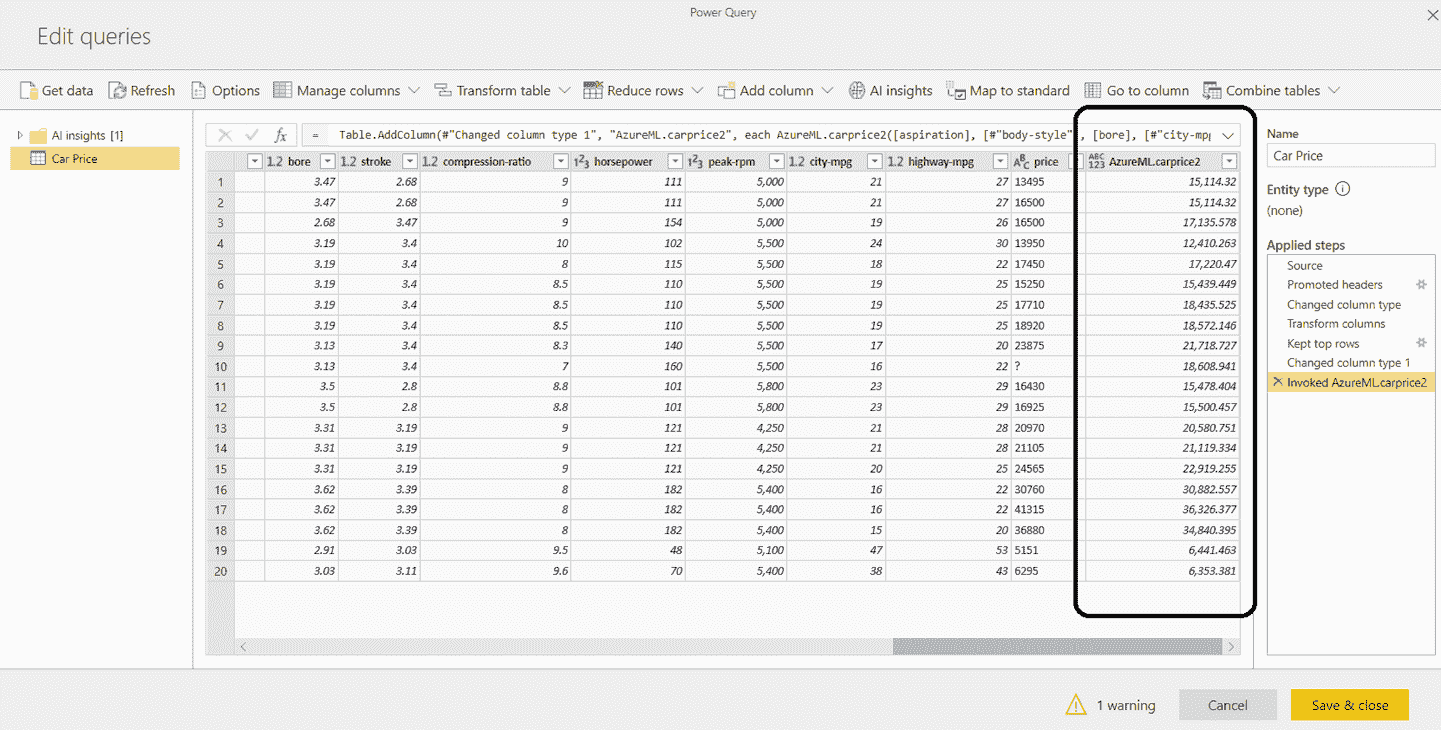 Power Query
Edit queries
Get data Refresh Options Manage columns Transform table Reduce rows Add column AI insights Map to standard Go to column Combine tables
AI insights [1]
Car Price
fx = Table.AddColumn(#"Changed column type 1", "AzureML.carprice2", each AzureML.carprice2([aspiration], [#"body-style"], [bore], [#"city-mpg
1.2 bore 1.2 stroke 1.2 compression-ratio 1²3 horsepower 1²3 peak-rpm 1.2 city-mpg 1.2 highway-mpg ABC price ABC 123 AzureML.carprice2
1 3.47 2.68 9 111 5,000 21 27 13495 15,114.32
2 3.47 2.68 9 111 5,000 21 27 16500 15,114.32
3 2.68 3.47 9 154 5,000 19 26 16500 17,135.578
4 3.19 3.4 10 102 5,500 24 30 13950 12,410.263
5 3.19 3.4 8 115 5,500 18 22 17450 17,220.47
6 3.19 3.4 8.5 110 5,500 19 25 15250 15,439.449
7 3.19 3.4 8.5 110 5,500 19 25 17710 18,435.525
8 3.19 3.4 8.5 110 5,500 19 25 18920 18,572.146
9 3.13 3.4 8.3 140 5,500 17 20 23875 21,718.727
10 3.13 3.4 7 160 5,500 16 22 ? 18,608.941
11 3.5 2.8 8.8 101 5,800 23 29 16430 15,478.404
12 3.5 2.8 8.8 101 5,800 23 29 16925 15,500.457
13 3.31 3.19 9 121 4,250 21 28 20970 20,580.751
14 3.31 3.19 9 121 4,250 21 28 21105 21,119.334
15 3.31 3.19 9 121 4,250 20 25 24565 22,919.255
16 3.62 3.39 8 182 5,400 16 22 30760 30,882.557
17 3.62 3.39 8 182 5,400 16 22 41315 36,326.377
18 3.62 3.39 8 182 5,400 15 20 36880 34,840.395
19 2.91 3.03 9.5 48 5,100 47 53 5151 6,441.463
20 3.03 3.11 9.6 70 5,400 38 43 6295 6,353.381
Name
Car Price
Entity type
(none)
Applied steps
Source
Promoted headers
Changed column type
Transform columns
Kept top rows
Changed column type 1
Invoked AzureML.carprice2
1 warning Cancel Save & close